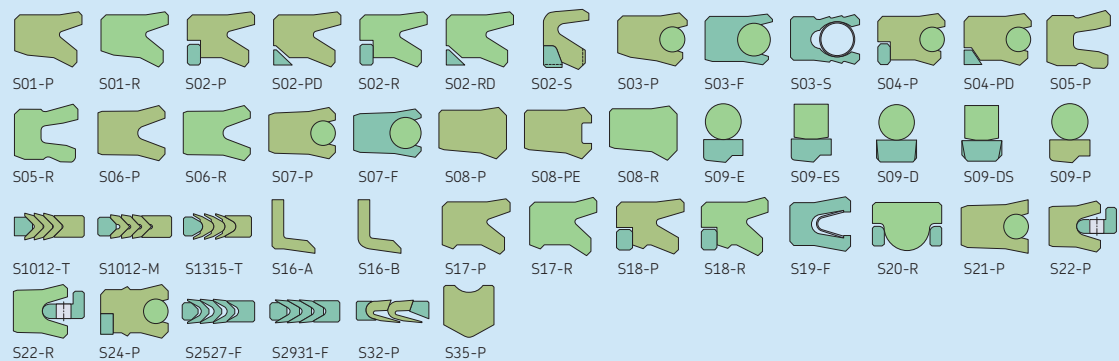 S01-P S01-R S02-P S02-PD S02-R S02-RD S02-S S03-P S03-F S03-S S04-P S04-PD S05-P
S05-R S06-P S06-R S07-P S07-F S08-P S08-PE S08-R S09-E S09-ES S09-D S09-DS S09-P
S1012-T S1012-M S1315-T S16-A S16-B S17-P S17-R S18-P S18-R S19-F S20-R S21-P S22-P
S22-R S24-P S2527-F S2931-F S32-P S35-P